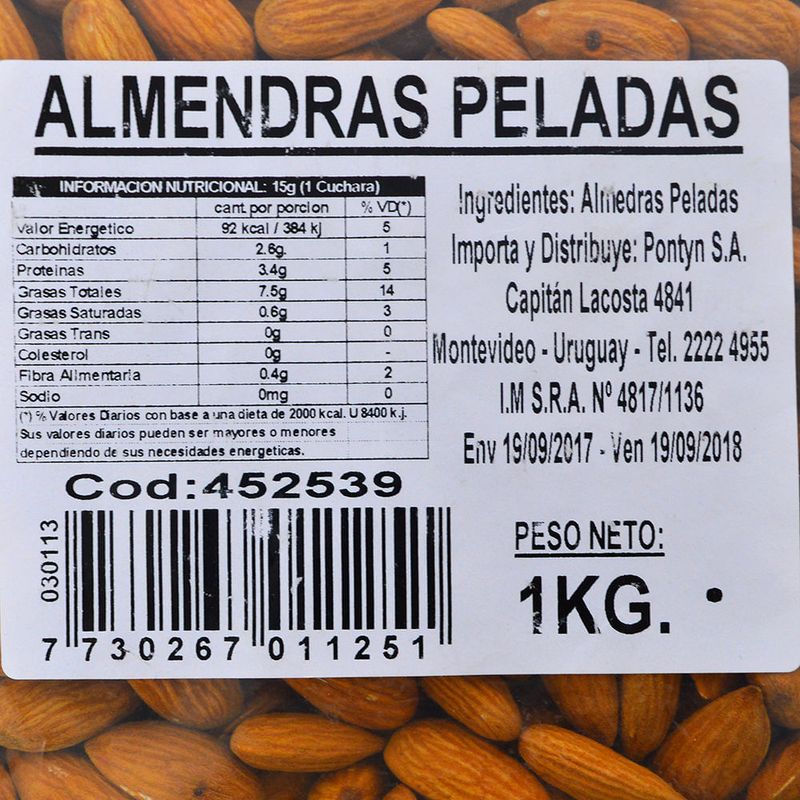 ALMENDRAS PELADAS
INFORMACION NUTRICIONAL: 15g (1 Cuchara)
cant por porcion % VD(*)
Valor Energetico 92 kcal / 384 kj 5
Carbohidratos 2.6g. 1
Proteinas 3.4g 5
Grasas Totales 7.5g 14
Grasas Saturadas 0.6g 3
Grasas Trans 0g 0
Colesterol 0g -
Fibra Alimentaria 0.4g 2
Sodio 0mg 0
(*) % Valores Diarios con base a una dieta de 2000 kcal. U 8400 k.j.
Sus valores diarios pueden ser mayores o menores
dependiendo de sus necesidades energeticas.
Cod:452539
030113
7 730267 011251
Ingredientes: Almedras Peladas
Importa y Distribuye: Pontyn S.A.
Capitán Lacosta 4841
Montevideo - Uruguay - Tel. 2222 4955
I.M S.R.A. Nº 4817/1136
Env 19/09/2017 - Ven 19/09/2018
PESO NETO:
1KG.